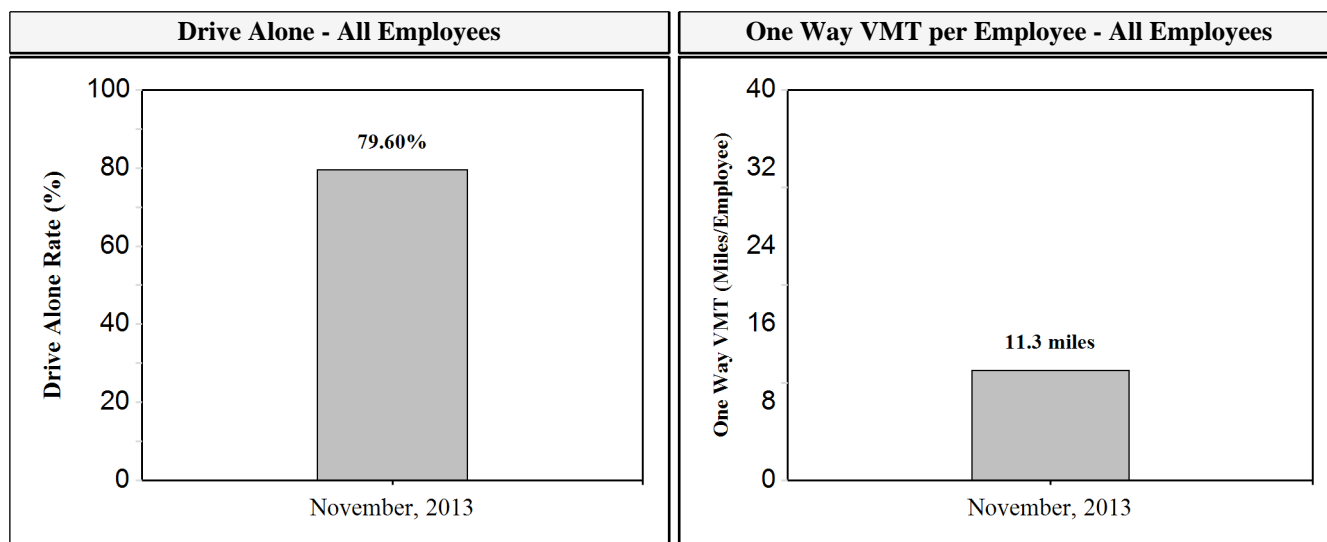 Drive Alone - All Employees
100
80
60
40
20
0
Drive Alone Rate (%)
79.60%
November, 2013
One Way VMT per Employee - All Employees
40
32
24
16
8
0
One Way VMT (Miles/Employee)
11.3 miles
November, 2013